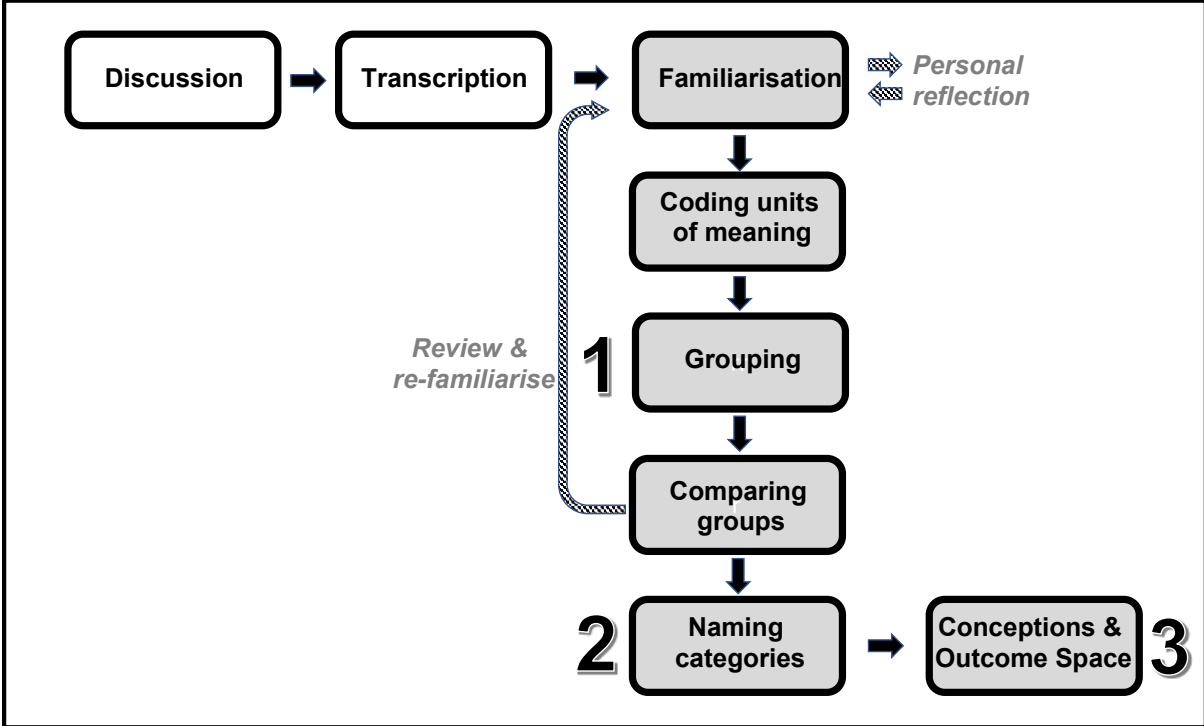 Discussion
Transcription
Familiarisation
Personal
reflection
Coding units
of meaning
Review &
re-familiarise
1
Grouping
Comparing
groups
2
Naming
categories
Conceptions &
Outcome Space
3